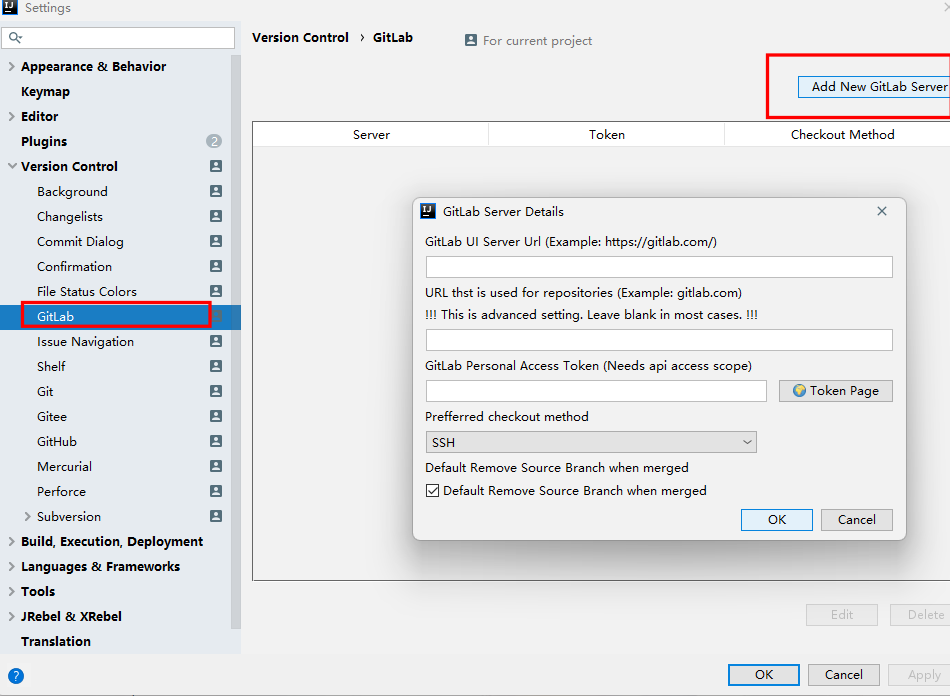 Settings
Version Control › GitLab
For current project
Appearance & Behavior
Keymap
Editor
Plugins
2
Version Control
Background
Changelists
Commit Dialog
Confirmation
File Status Colors
GitLab
Issue Navigation
Shelf
Git
Gitee
GitHub
Mercurial
Perforce
Subversion
Build, Execution, Deployment
Languages & Frameworks
Tools
JRebel & XRebel
Translation
?
Add New GitLab Server
Server Token Checkout Method
IJ GitLab Server Details
GitLab UI Server Url (Example: https://gitlab.com/)
URL thst is used for repositories (Example: gitlab.com)
!!! This is advanced setting. Leave blank in most cases. !!!
GitLab Personal Access Token (Needs api access scope)
Token Page
Prefferred checkout method
SSH
Default Remove Source Branch when merged
Default Remove Source Branch when merged
OK Cancel
Edit Delete
OK Cancel Apply